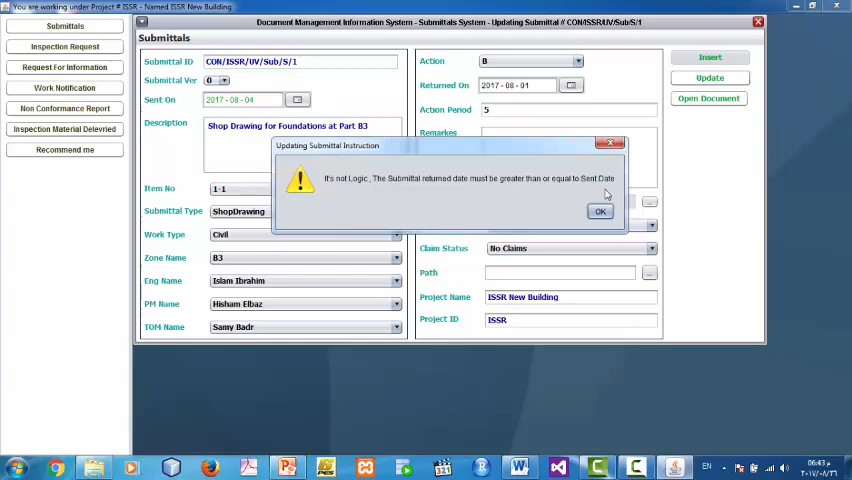 You are working under Project # ISSR - Named ISSR New Building
Document Management Information System - Submittals System - Updating Submittal // CON/ISSR/UV/Sub/S/1
Submittals
Inspection Request
Request For Information
Work Notification
Non Conformance Report
Inspection Material Delevried
Recommend me
Submittals
Submittal ID
CON/ISSR/UV/Sub/S/1
Submittal Ver
0
Sent On
2017 - 08 - 04
Description
Shop Drawing for Foundations at Part B3
Item No
1-1
Submittal Type
ShopDrawing
Work Type
Civil
Zone Name
B3
Eng Name
Islam Ibrahim
PM Name
Hisham Elbaz
TOM Name
Samy Badr
Action
B
Returned On
2017 - 08 - 01
Action Period
5
Remarkes
Claim Status
No Claims
Path
...
...
Project Name
ISSR New Building
Project ID
ISSR
Insert
Update
Open Document
Updating Submittal Instruction
It's not Logic , The Submittal returned date must be greater than or equal to Sent Date
OK
321
R
EN
06:43 م
٢٠١٧/٠٨/٢٦